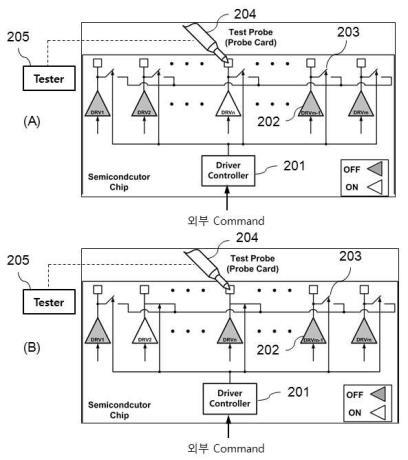 204
205
Test Probe
(Probe Card)
203
Tester
DRV1
DRV2
DRVn
DRVm-1
DRVm
(A)
202
201
Driver
Controller
OFF
ON
Semicondcutor
Chip
외부 Command
204
205
Test Probe
(Probe Card)
203
Tester
DRV1
DRV2
DRVn
DRVm-1
DRVm
(B)
202
201
Driver
Controller
OFF
ON
Semicondcutor
Chip
외부 Command